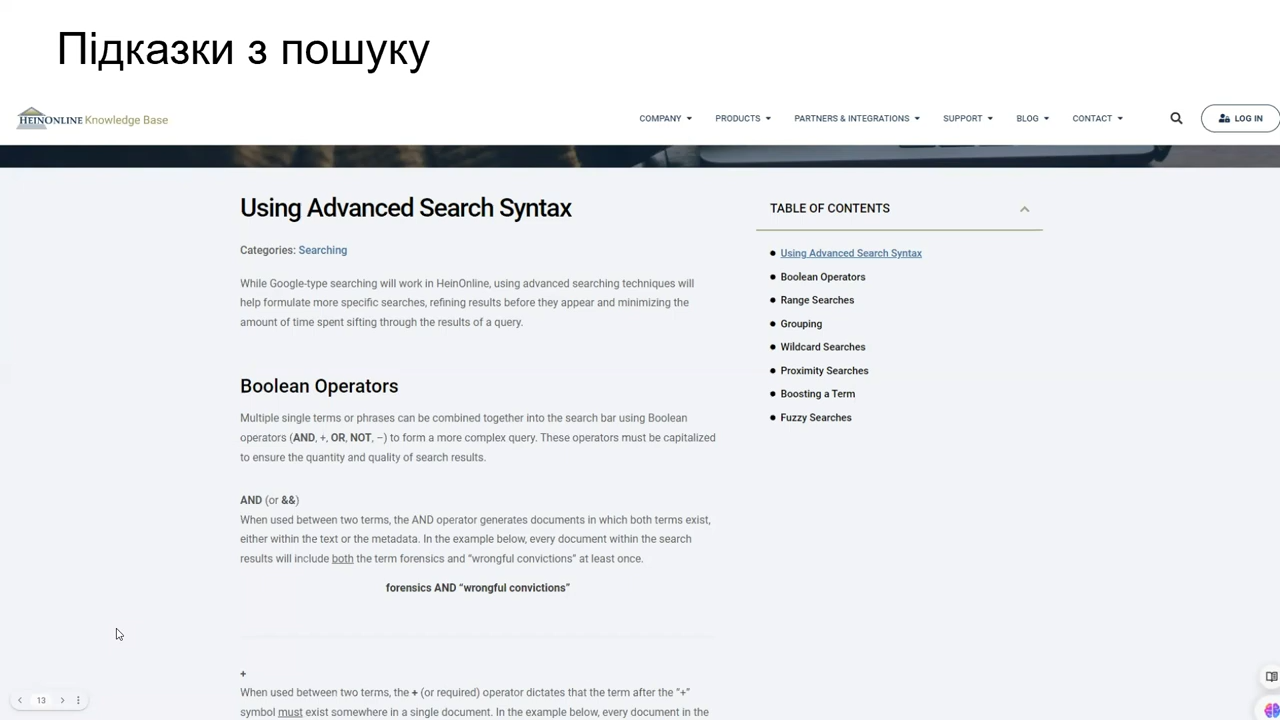 Підказки з пошуку
HEINONLINE Knowledge Base
COMPANY PRODUCTS PARTNERS & INTEGRATIONS SUPPORT BLOG CONTACT LOG IN
Using Advanced Search Syntax
Categories: Searching
While Google-type searching will work in HeinOnline, using advanced searching techniques will
help formulate more specific searches, refining results before they appear and minimizing the
amount of time spent sifting through the results of a query.
Boolean Operators
Multiple single terms or phrases can be combined together into the search bar using Boolean
operators (AND, +, OR, NOT, –) to form a more complex query. These operators must be capitalized
to ensure the quantity and quality of search results.
AND (or &&)
When used between two terms, the AND operator generates documents in which both terms exist,
either within the text or the metadata. In the example below, every document within the search
results will include both the term forensics and “wrongful convictions” at least once.
forensics AND “wrongful convictions”
+
When used between two terms, the + (or required) operator dictates that the term after the “+”
symbol must exist somewhere in a single document. In the example below, every document in the
TABLE OF CONTENTS
Using Advanced Search Syntax
Boolean Operators
Range Searches
Grouping
Wildcard Searches
Proximity Searches
Boosting a Term
Fuzzy Searches
13